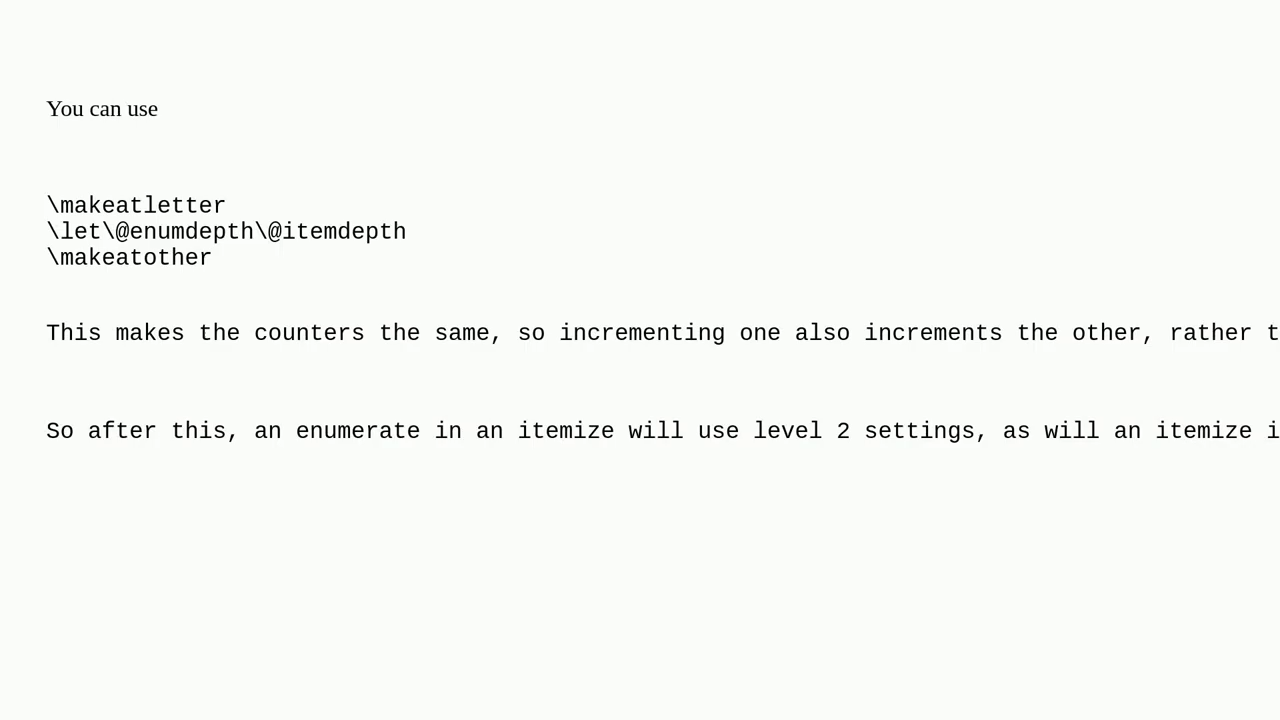 You can use
\makeatletter
\let\@enumdepth\@itemdepth
\makeatother
This makes the counters the same, so incrementing one also increments the other, rather
So after this, an enumerate in an itemize will use level 2 settings, as will an itemize